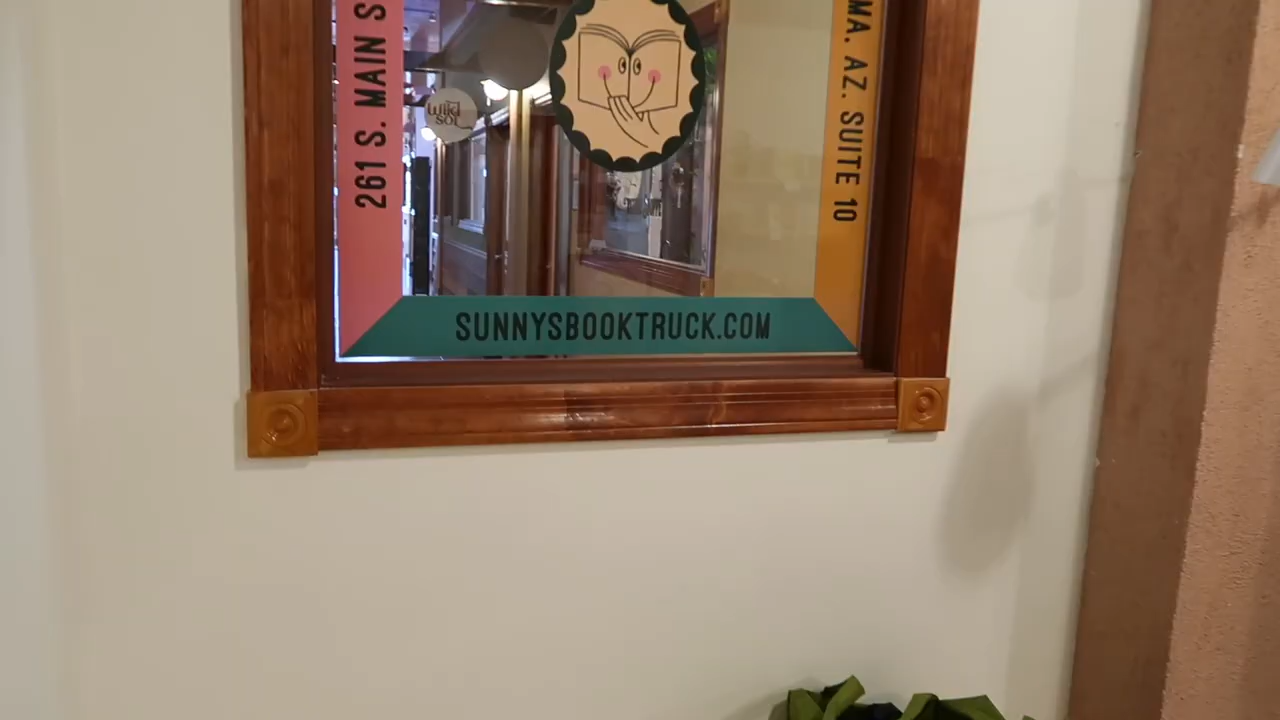 261 S. MAIN S
MA. AZ. SUITE 10
wild
sol
SUNNYSBOOKTRUCK.COM